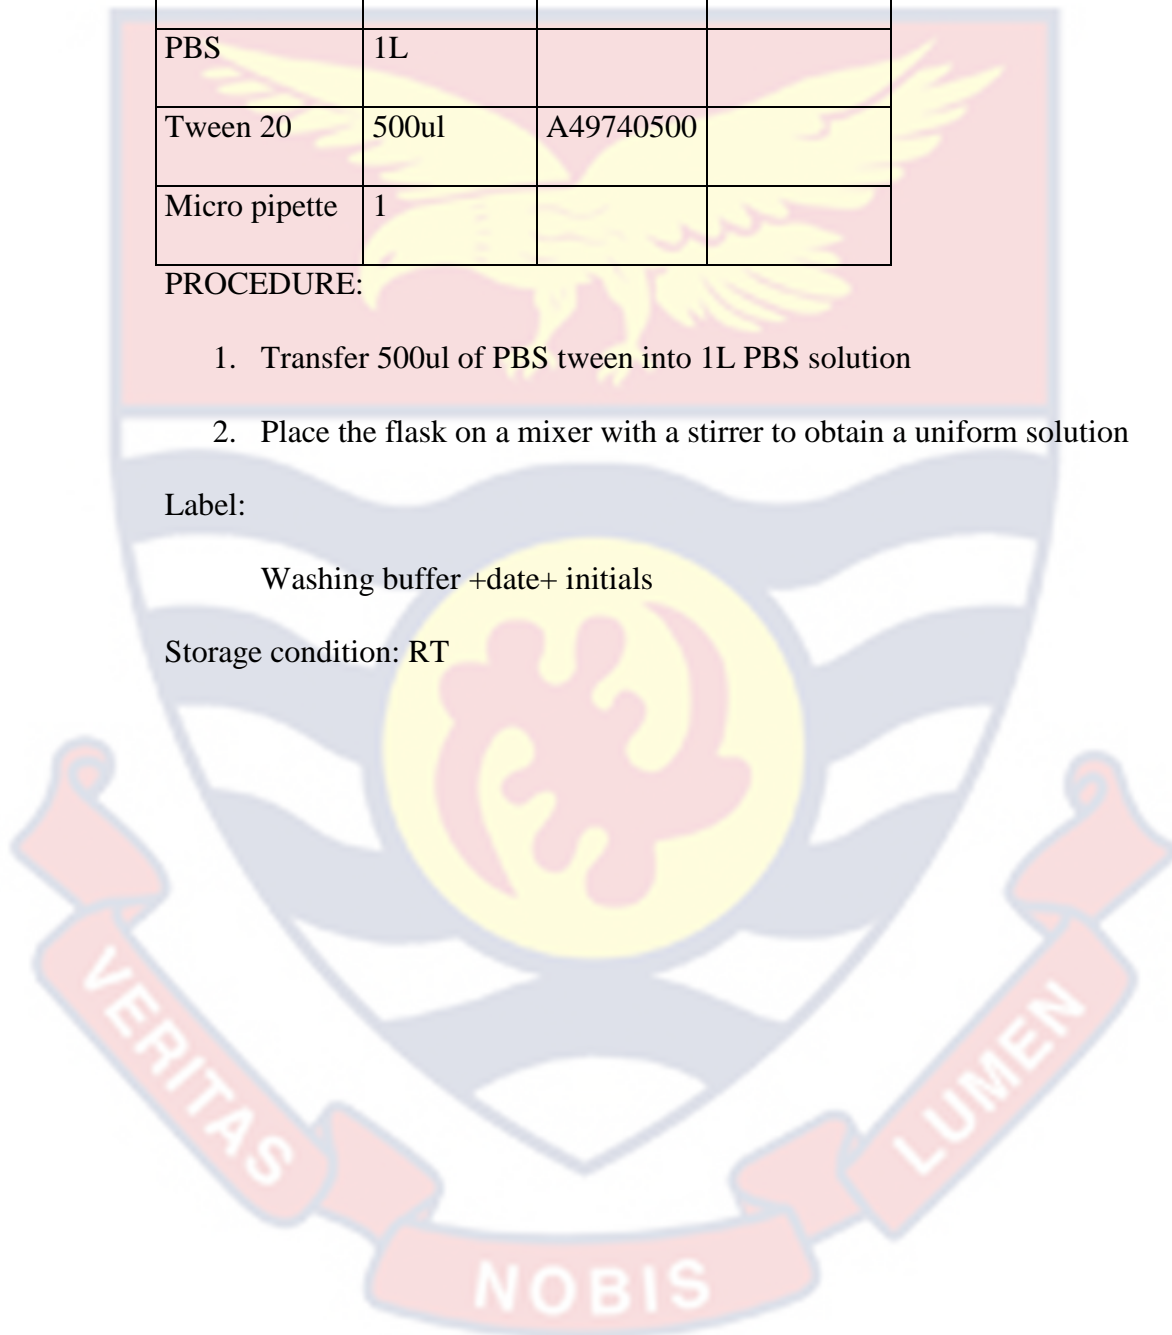 PBS 1L
Tween 20 500ul A49740500
Micro pipette 1
PROCEDURE:
1. Transfer 500ul of PBS tween into 1L PBS solution
2. Place the flask on a mixer with a stirrer to obtain a uniform solution
Label:
Washing buffer +date+ initials
Storage condition: RT
VERITAS
NOBIS
LUMEN